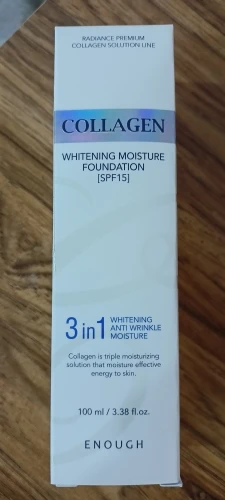 RADIANCE PREMIUM
COLLAGEN SOLUTION LINE
COLLAGEN
WHITENING MOISTURE
FOUNDATION
[SPF15]
3 in 1
WHITENING
ANTI WRINKLE
MOISTURE
Collagen is triple moisturizing
solution that moisture effective
energy to skin.
100 ml / 3.38 fl.oz.
ENOUGH